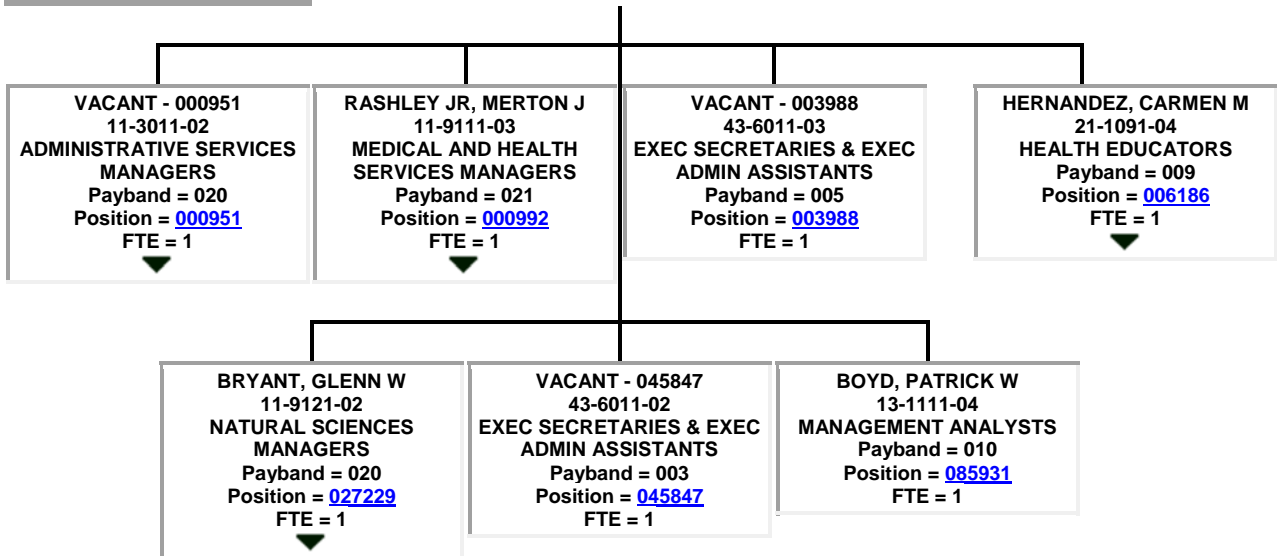 VACANT - 000951
11-3011-02
ADMINISTRATIVE SERVICES
MANAGERS
Payband = 020
Position = 000951
FTE = 1
RASHLEY JR, MERTON J
11-9111-03
MEDICAL AND HEALTH
SERVICES MANAGERS
Payband = 021
Position = 000992
FTE = 1
VACANT - 003988
43-6011-03
EXEC SECRETARIES & EXEC
ADMIN ASSISTANTS
Payband = 005
Position = 003988
FTE = 1
HERNANDEZ, CARMEN M
21-1091-04
HEALTH EDUCATORS
Payband = 009
Position = 006186
FTE = 1
BRYANT, GLENN W
11-9121-02
NATURAL SCIENCES
MANAGERS
Payband = 020
Position = 027229
FTE = 1
VACANT - 045847
43-6011-02
EXEC SECRETARIES & EXEC
ADMIN ASSISTANTS
Payband = 003
Position = 045847
FTE = 1
BOYD, PATRICK W
13-1111-04
MANAGEMENT ANALYSTS
Payband = 010
Position = 085931
FTE = 1